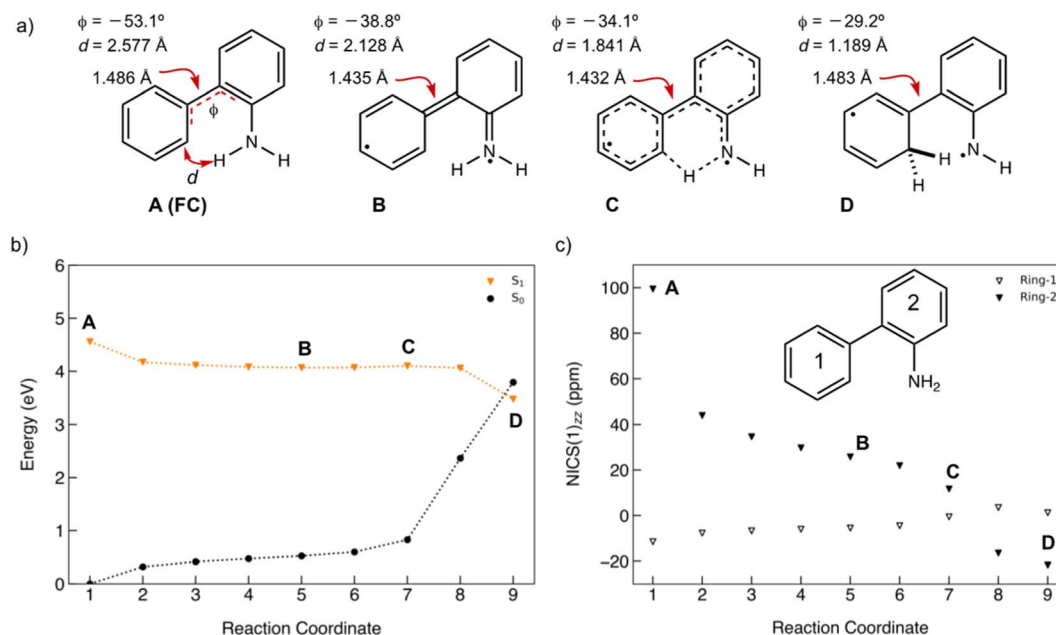 a)
ϕ = −53.1º
d = 2.577 Å
1.486 Å
ϕ
d
H
N
H
A (FC)
ϕ = −38.8º
d = 2.128 Å
1.435 Å
H
N
H
B
ϕ = −34.1º
d = 1.841 Å
1.432 Å
H
N
H
C
ϕ = −29.2º
d = 1.189 Å
1.483 Å
H
N
H
H
D
b)
Energy (eV)
6
5
4
3
2
1
0
S1
S0
A
B
C
D
1 2 3 4 5 6 7 8 9
Reaction Coordinate
c)
NICS(1)zz (ppm)
100
80
60
40
20
0
−20
Ring-1
Ring-2
A
1
2
NH2
B
C
D
1 2 3 4 5 6 7 8 9
Reaction Coordinate